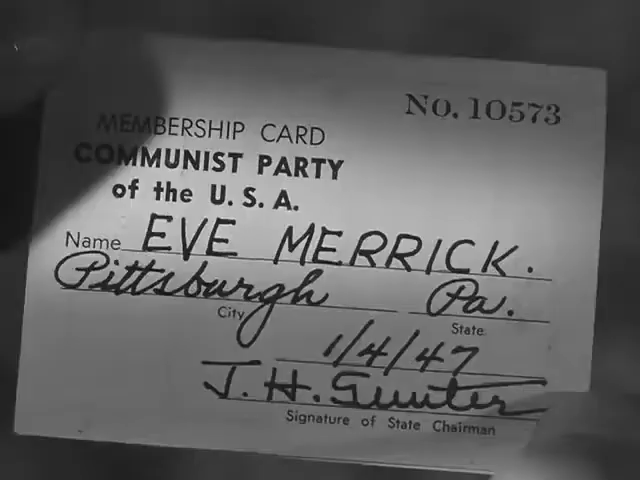 No. 10573
MEMBERSHIP CARD
COMMUNIST PARTY
of the U. S. A.
Name EVE MERRICK.
Pittsburgh Pa.
City State
1/4/47
J. H. Gunter
Signature of State Chairman